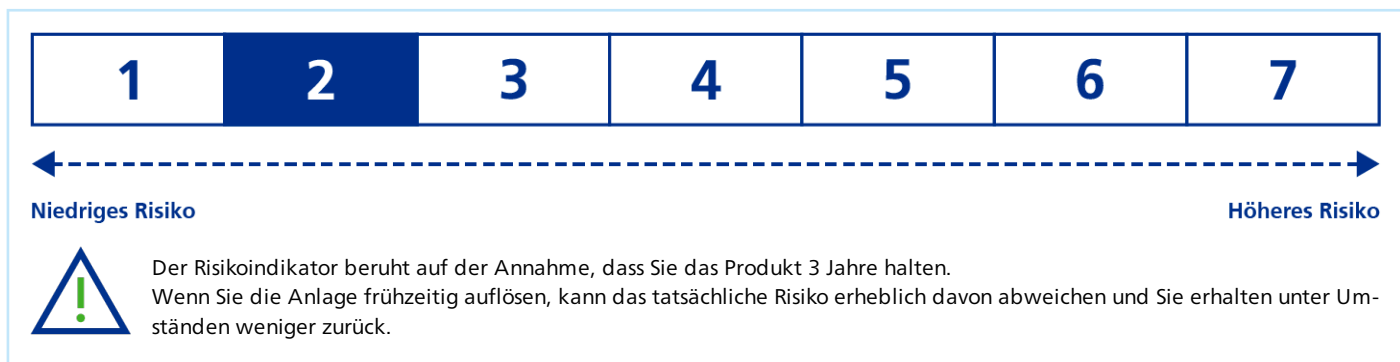 1 2 3 4 5 6 7
Niedriges Risiko Höheres Risiko
Der Risikoindikator beruht auf der Annahme, dass Sie das Produkt 3 Jahre halten.
Wenn Sie die Anlage frühzeitig auflösen, kann das tatsächliche Risiko erheblich davon abweichen und Sie erhalten unter Um-
ständen weniger zurück.